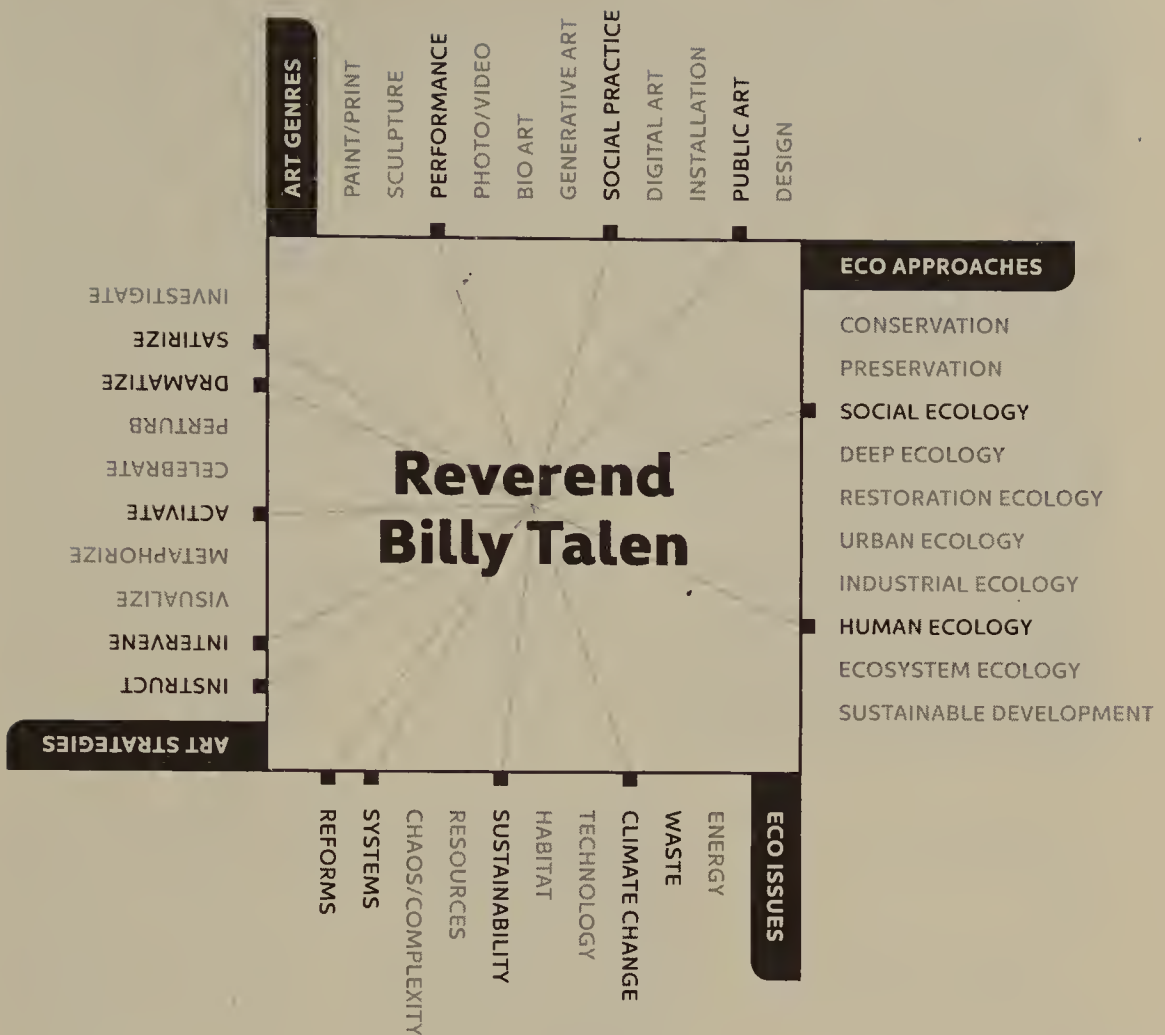 ART GENRES
PAINT/PRINT
SCULPTURE
PERFORMANCE
PHOTO/VIDEO
BIO ART
GENERATIVE ART
SOCIAL PRACTICE
DIGITAL ART
INSTALLATION
PUBLIC ART
DESIGN
ECO APPROACHES
CONSERVATION
PRESERVATION
SOCIAL ECOLOGY
DEEP ECOLOGY
RESTORATION ECOLOGY
URBAN ECOLOGY
INDUSTRIAL ECOLOGY
HUMAN ECOLOGY
ECOSYSTEM ECOLOGY
SUSTAINABLE DEVELOPMENT
ECO ISSUES
ENERGY
WASTE
CLIMATE CHANGE
TECHNOLOGY
HABITAT
SUSTAINABILITY
RESOURCES
CHAOS/COMPLEXITY
SYSTEMS
REFORMS
ART STRATEGIES
INSTRUCT
INTERVENE
VISUALIZE
METAPHORIZE
ACTIVATE
CELEBRATE
PERTURB
DRAMATIZE
SATIRIZE
INVESTIGATE
Reverend
Billy Talen